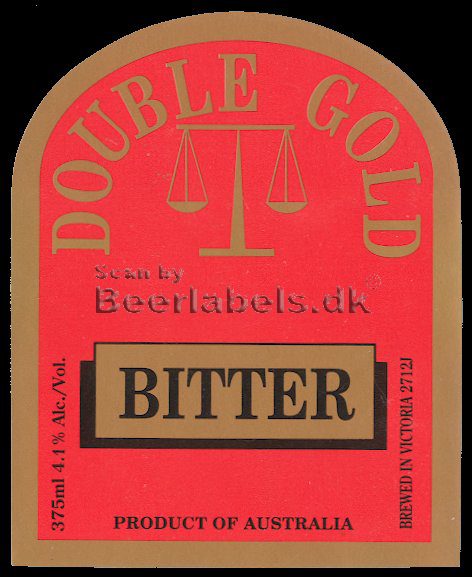 DOUBLE GOLD
Scan by
Beerlabels.dk
BITTER
375ml 4.1% Alc./Vol.
BREWED IN VICTORIA 2712J
PRODUCT OF AUSTRALIA